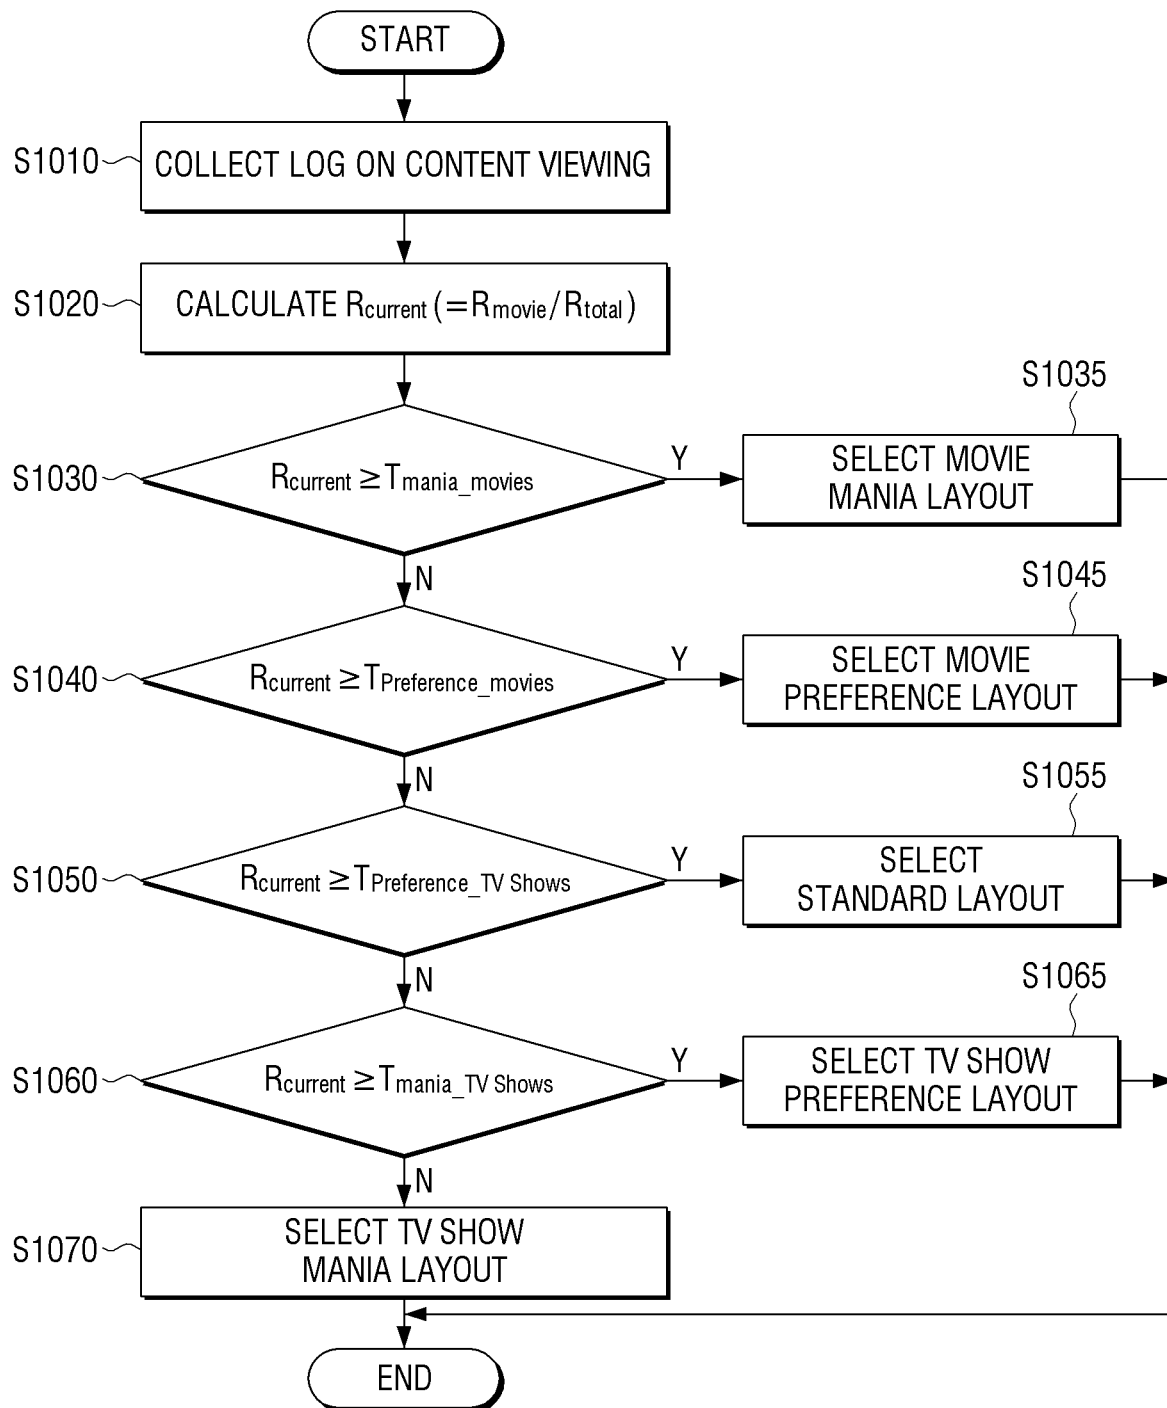 START
S1010
COLLECT LOG ON CONTENT VIEWING
S1020
CALCULATE Rcurrent (=Rmovie/Rtotal)
S1030
Rcurrent ≥ Tmania_movies
Y
S1035
SELECT MOVIE
MANIA LAYOUT
N
S1040
Rcurrent ≥ TPreference_movies
Y
S1045
SELECT MOVIE
PREFERENCE LAYOUT
N
S1050
Rcurrent ≥ TPreference_TV Shows
Y
S1055
SELECT
STANDARD LAYOUT
N
S1060
Rcurrent ≥ Tmania_TV Shows
Y
S1065
SELECT TV SHOW
PREFERENCE LAYOUT
N
S1070
SELECT TV SHOW
MANIA LAYOUT
END